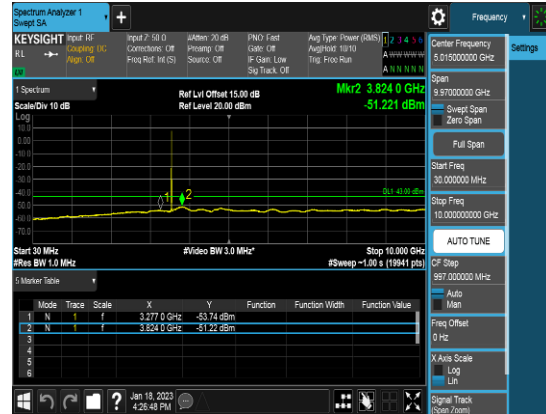 Spectrum Analyzer 1
Swept SA
Frequency
KEYSIGHT
RL
Input: RF
Coupling: DC
Align: Off
Input Z: 50 Ω
Corrections: Off
Freq Ref: Int (S)
#Atten: 20 dB
Preamp: Off
Source: Off
PNO: Fast
Gate: Off
IF Gain: Low
Sig Track: Off
Avg Type: Power (RMS)
Avg|Hold: 10/10
Trig: Free Run
1 2 3 4 5 6
A W W W W W
A N N N N N
1 Spectrum
Scale/Div 10 dB
Ref Lvl Offset 15.00 dB
Ref Level 20.00 dBm
Mkr2 3.824 0 GHz
-51.221 dBm
Log
10.0
0.00
-10.0
-20.0
-30.0
-40.0
-50.0
-60.0
-70.0
1
2
DL1 -43.00 dBm
Start 30 MHz
#Res BW 1.0 MHz
#Video BW 3.0 MHz*
Stop 10.000 GHz
#Sweep ~1.00 s (19941 pts)
5 Marker Table
Mode Trace Scale X Y Function Function Width Function Value
1 N 1 f 3.277 0 GHz -53.74 dBm
2 N 1 f 3.824 0 GHz -51.22 dBm
3
4
5
6
Jan 18, 2023
4:26:48 PM
Center Frequency
5.015000000 GHz
Settings
Span
9.97000000 GHz
Swept Span
Zero Span
Full Span
Start Freq
30.000000 MHz
Stop Freq
10.000000000 GHz
AUTO TUNE
CF Step
997.000000 MHz
Auto
Man
Freq Offset
0 Hz
X Axis Scale
Log
Lin
Signal Track
(Span Zoom)